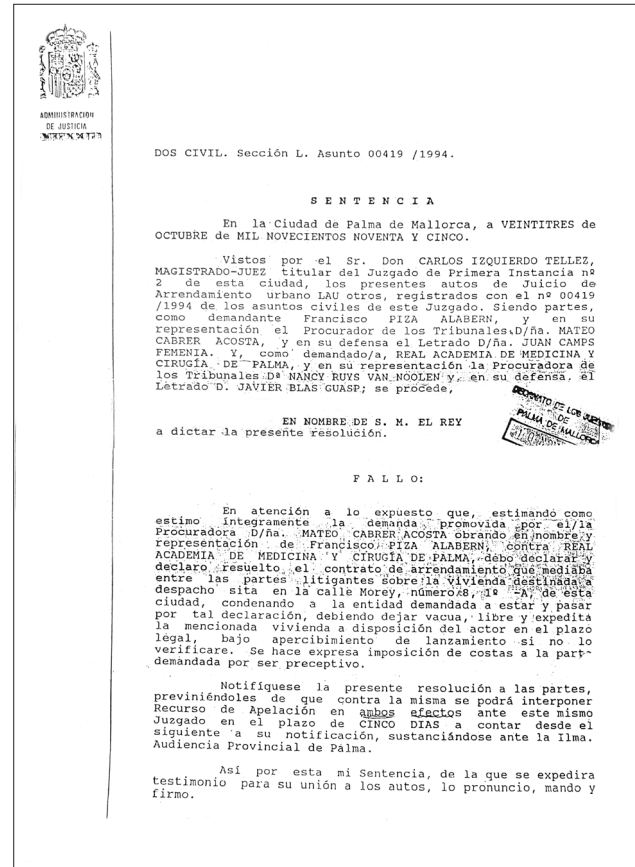 ADMINISTRACION
DE JUSTICIA
DOS CIVIL. Sección L. Asunto 00419 /1994.
S E N T E N C I A
En la Ciudad de Palma de Mallorca, a VEINTITRES de
OCTUBRE de MIL NOVECIENTOS NOVENTA Y CINCO.
Vistos por el Sr. Don CARLOS IZQUIERDO TELLEZ,
MAGISTRADO-JUEZ titular del Juzgado de Primera Instancia nº
2 de esta ciudad, los presentes autos de Juicio de
Arrendamiento urbano LAU otros, registrados con el nº 00419
/1994 de los asuntos civiles de este Juzgado. Siendo partes,
como demandante Francisco PIZA ALABERN, y en su
representación el Procurador de los Tribunales D/ña. MATEO
CABRER ACOSTA, y en su defensa el Letrado D/ña. JUAN CAMPS
FEMENIA. Y, como demandado/a, REAL ACADEMIA DE MEDICINA Y
CIRUGÍA DE PALMA, y en su representación la Procuradora de
los Tribunales Dª NANCY RUYS VAN NOOLEN y, en su defensa, el
Letrado D. JAVIER BLAS GUASP; se procede,
DECANATO DE LOS JUZGADOS
DE
PALMA DE MALLORCA
EN NOMBRE DE S. M. EL REY
a dictar la presente resolución.
F A L L O:
En atención a lo expuesto que, estimando como
estimo íntegramente la demanda promovida por el/la
Procuradora D/ña. MATEO CABRER ACOSTA obrando en nombre y
representación de Francisco PIZA ALABERN, contra REAL
ACADEMIA DE MEDICINA Y CIRUGÍA DE PALMA, debo declarar y
declaro resuelto el contrato de arrendamiento que mediaba
entre las partes litigantes sobre la vivienda destinada a
despacho sita en la calle Morey, número 8, 1º -A, de esta
ciudad, condenando a la entidad demandada a estar y pasar
por tal declaración, debiendo dejar vacua, libre y expedita
la mencionada vivienda a disposición del actor en el plazo
légal, bajo apercibimiento de lanzamiento si no lo
verificare. Se hace expresa imposición de costas a la part
demandada por ser preceptivo.
Notifíquese la presente resolución a las partes,
previniéndoles de que contra la misma se podrá interponer
Recurso de Apelación en ambos efectos ante este mismo
Juzgado en el plazo de CINCO DIAS a contar desde el
siguiente a su notificación, sustanciándose ante la Ilma.
Audiencia Provincial de Palma.
Así por esta mi Sentencia, de la que se expedira
testimonio para su unión a los autos, lo pronuncio, mando y
firmo.